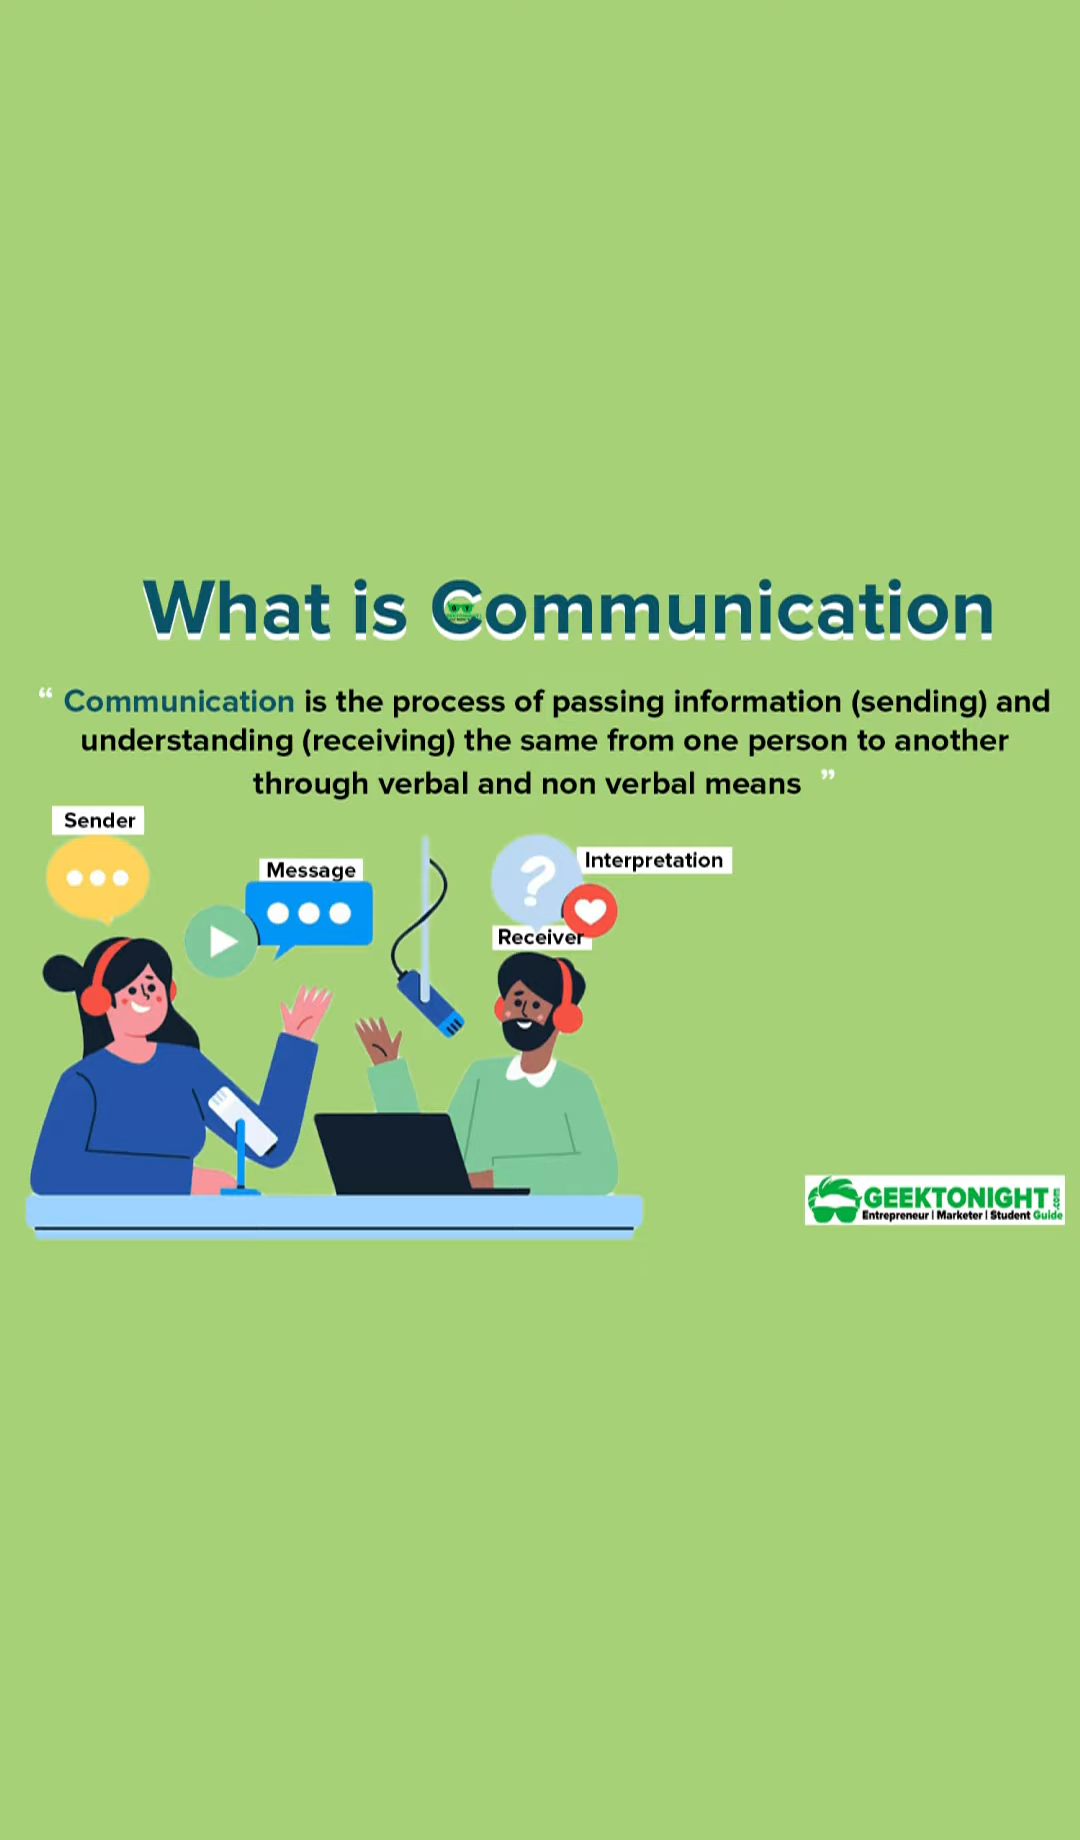 What is Communication
“ Communication is the process of passing information (sending) and
understanding (receiving) the same from one person to another
through verbal and non verbal means ”
Sender
Message
Interpretation
Receiver
GEEKTONIGHT.com
Entrepreneur | Marketer | Student Guide